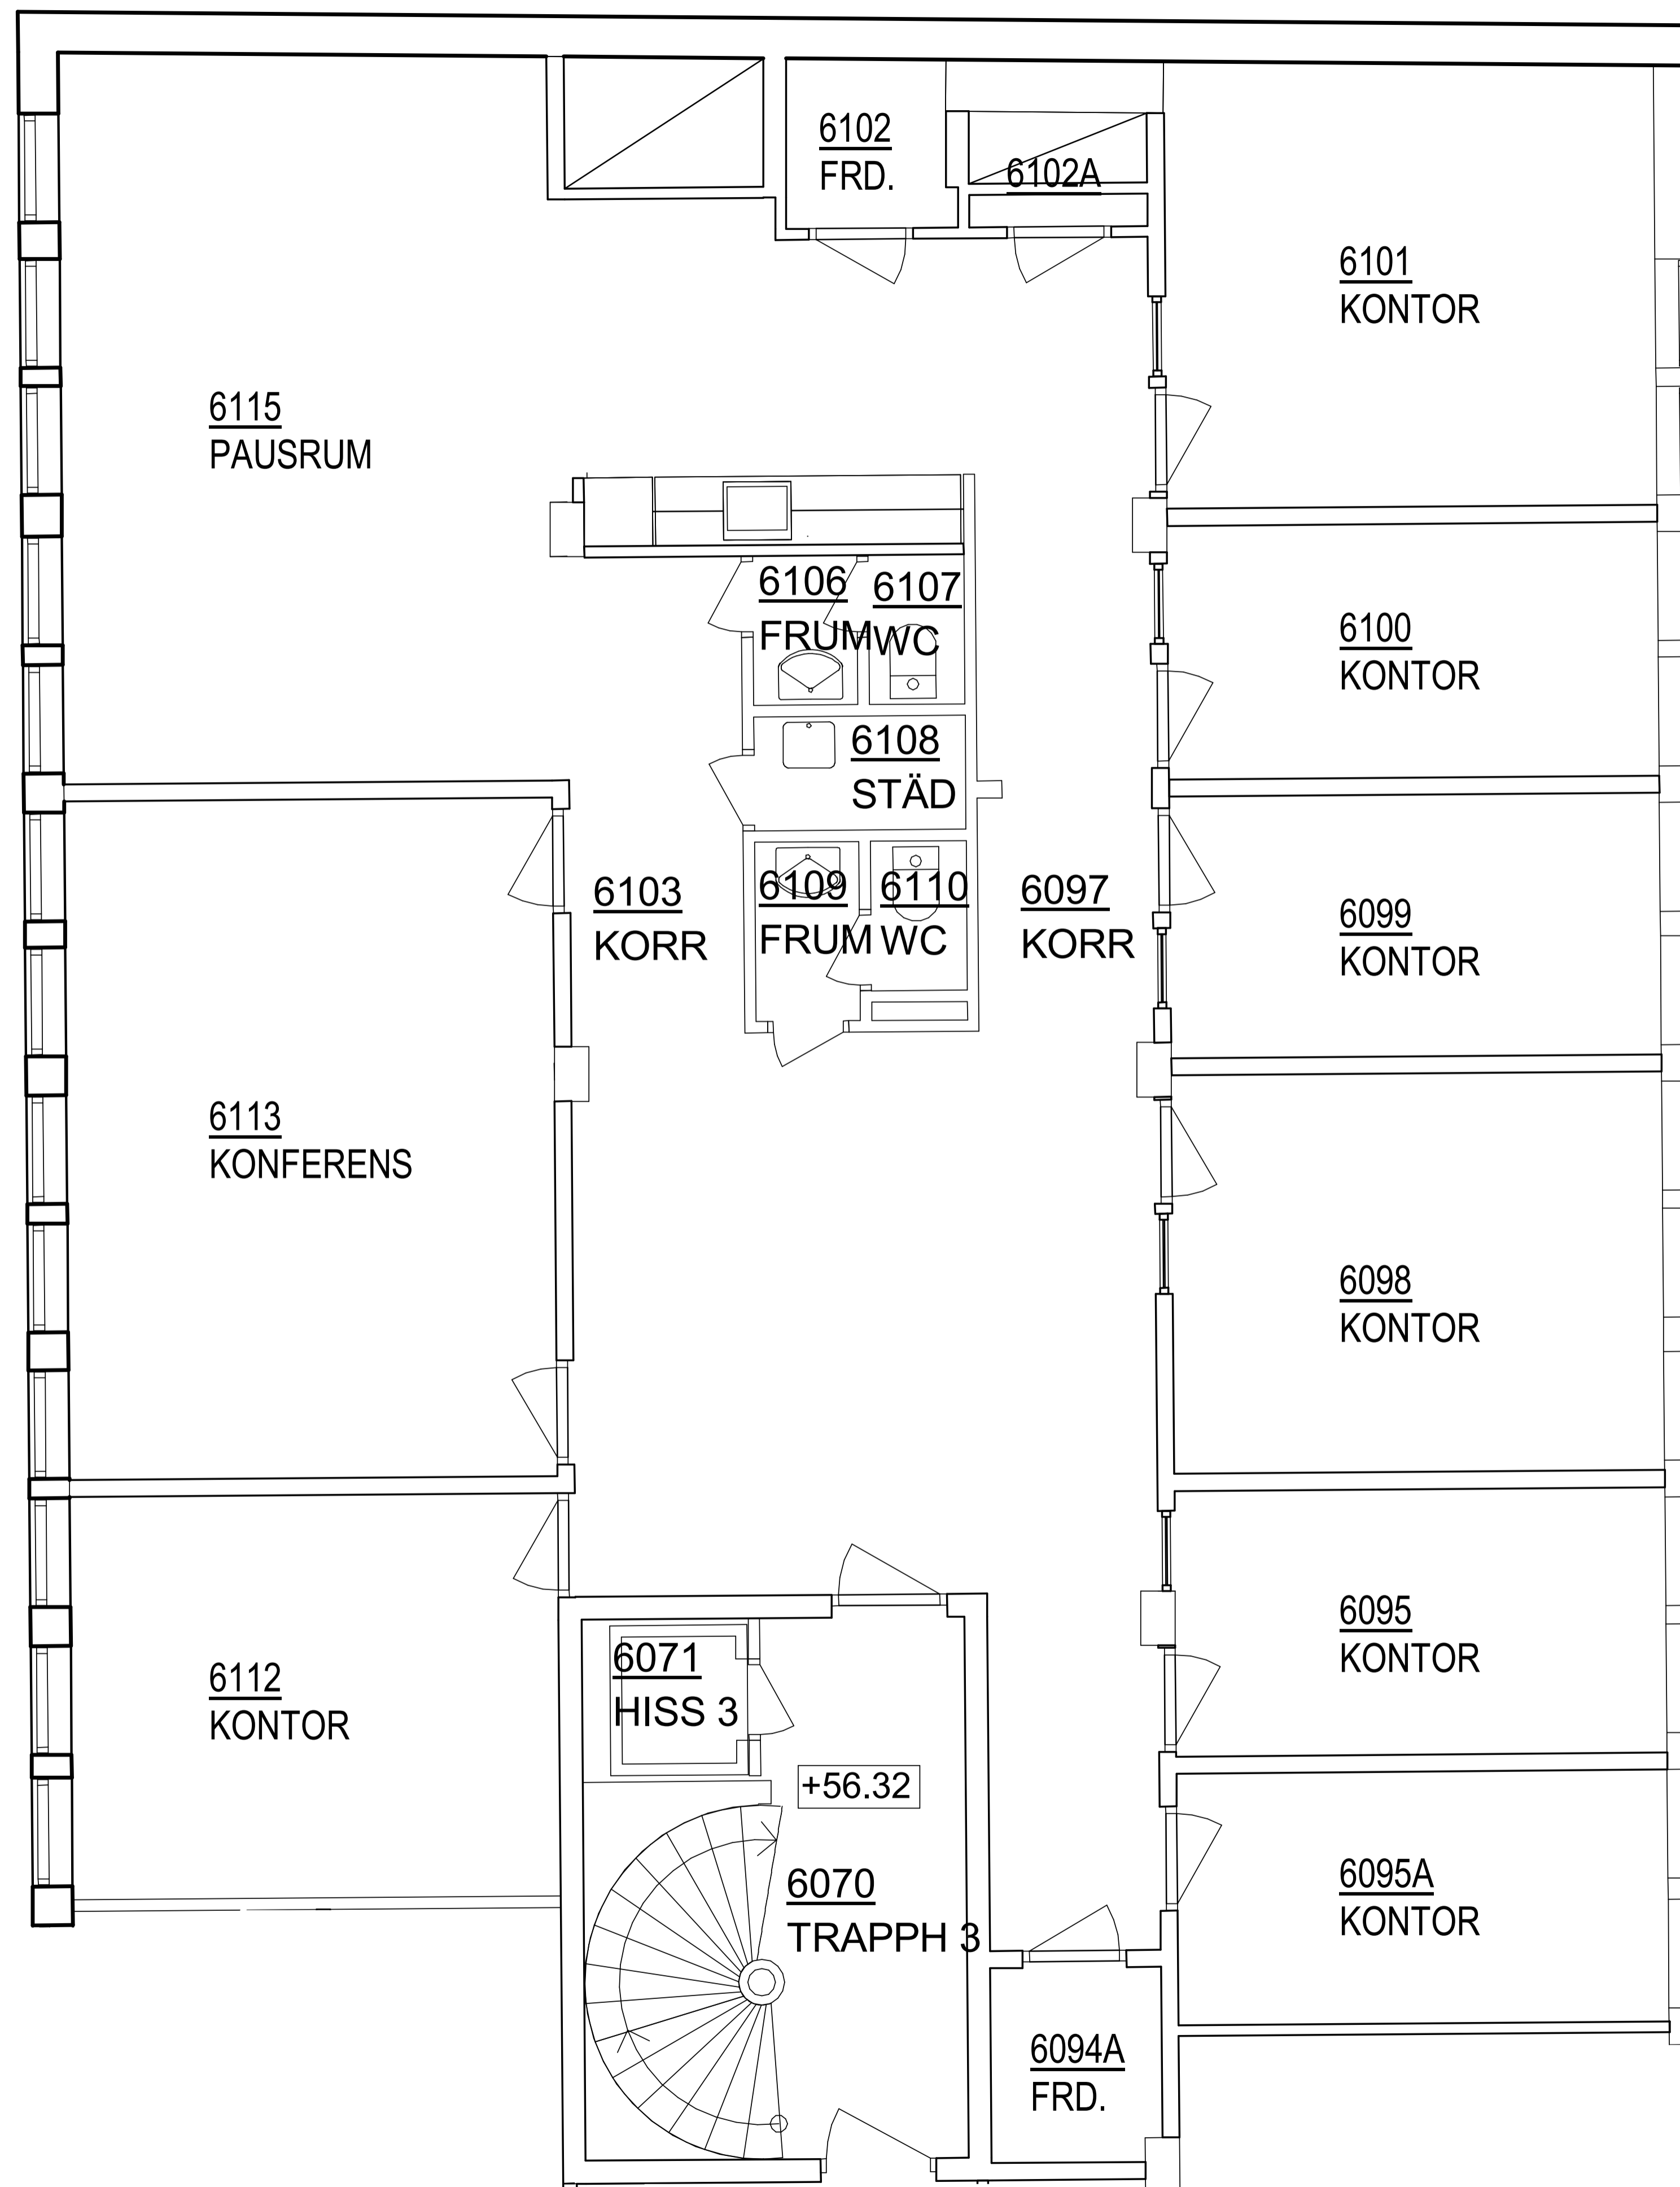 6102
FRD.
6102A
6101
KONTOR
6115
PAUSRUM
6106
FRUM
6107
WC
6100
KONTOR
6108
STÄD
6103
KORR
6109
FRUM
6110
WC
6097
KORR
6099
KONTOR
6113
KONFERENS
6098
KONTOR
6095
KONTOR
6071
HISS 3
6112
KONTOR
+56.32
6070
TRAPPH 3
6095A
KONTOR
6094A
FRD.